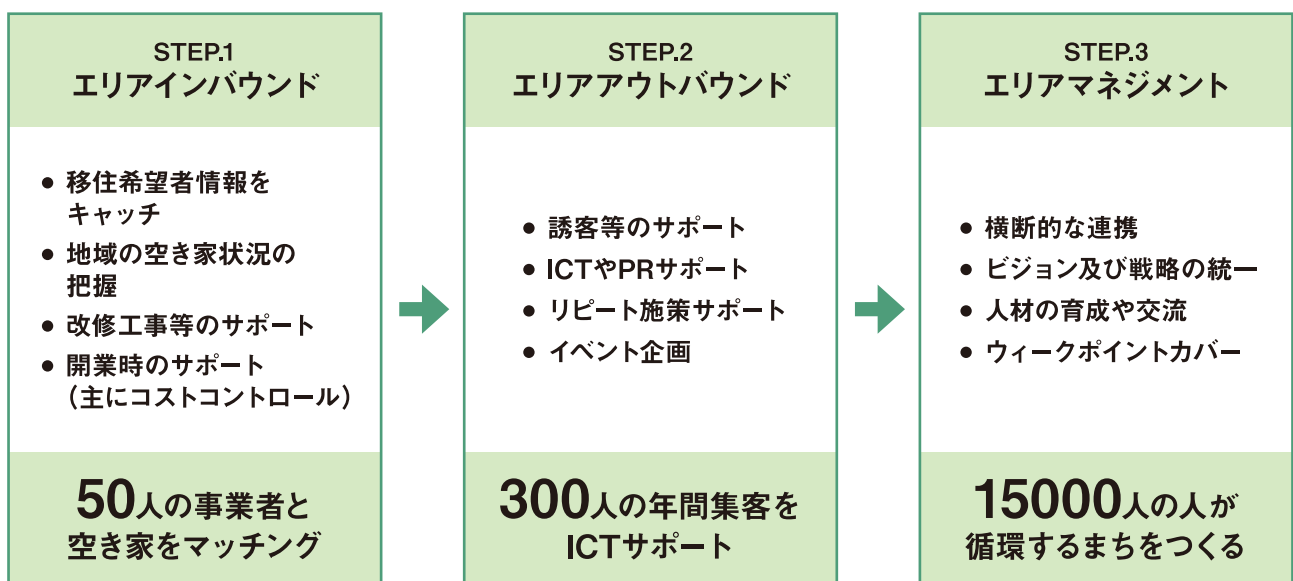 STEP.1
エリアインバウンド
● 移住希望者情報を
キャッチ
● 地域の空き家状況の
把握
● 改修工事等のサポート
● 開業時のサポート
（主にコストコントロール）
50人の事業者と
空き家をマッチング
STEP.2
エリアアウトバウンド
● 誘客等のサポート
● ICTやPRサポート
● リピート施策サポート
● イベント企画
300人の年間集客を
ICTサポート
STEP.3
エリアマネジメント
● 横断的な連携
● ビジョン及び戦略の統一
● 人材の育成や交流
● ウィークポイントカバー
15000人の人が
循環するまちをつくる